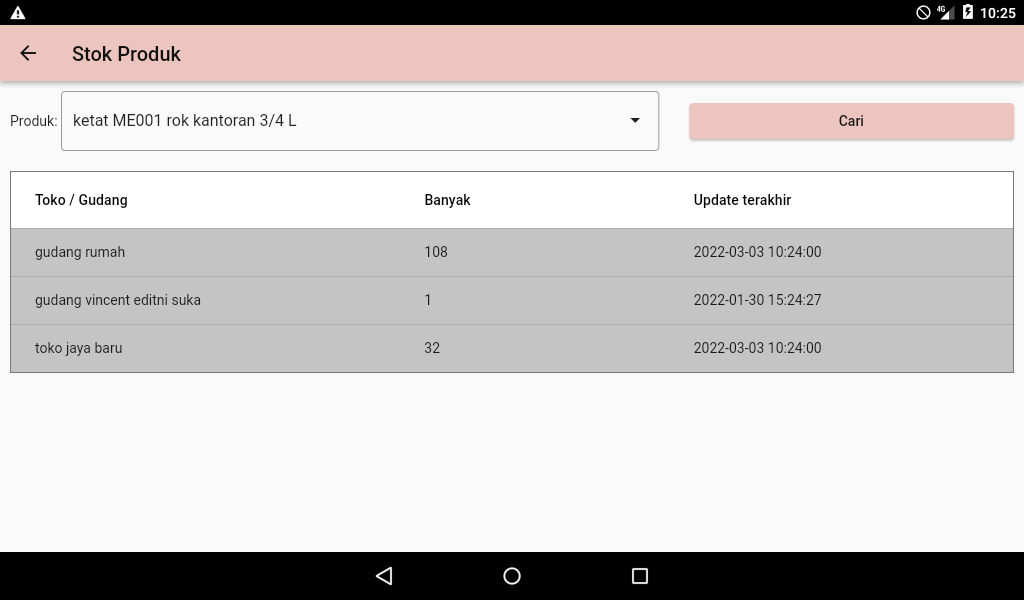 4G 10:25
Stok Produk
Produk: ketat ME001 rok kantoran 3/4 L Cari
Toko / Gudang Banyak Update terakhir
gudang rumah 108 2022-03-03 10:24:00
gudang vincent editni suka 1 2022-01-30 15:24:27
toko jaya baru 32 2022-03-03 10:24:00